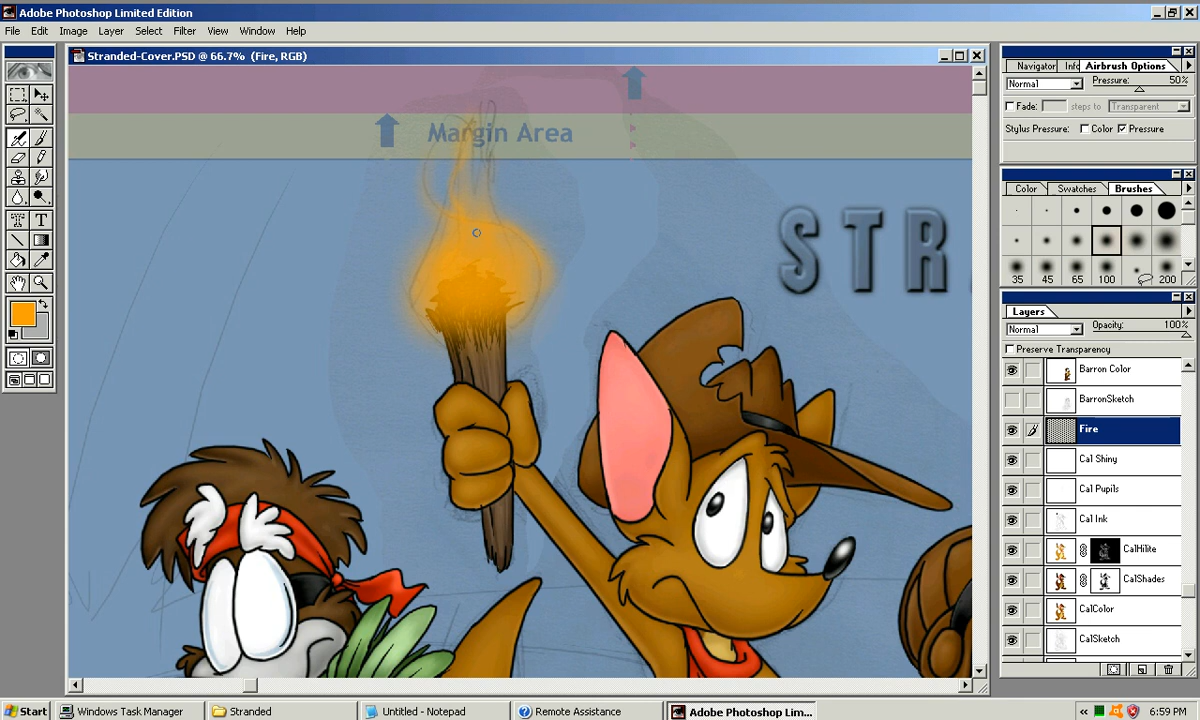 Adobe Photoshop Limited Edition
File Edit Image Layer Select Filter View Window Help
Stranded-Cover.PSD @ 66.7% (Fire, RGB)
Margin Area
STR
Navigator Info Airbrush Options
Normal Pressure: 50%
Fade: steps to Transparent
Stylus Pressure: Color Pressure
Color Swatches Brushes
35 45 65 100 200
Layers
Normal Opacity: 100%
Preserve Transparency
Barron Color
BarronSketch
Fire
Cal Shiny
Cal Pupils
Cal Ink
CalHilite
CalShades
CalColor
CalSketch
Start Windows Task Manager Stranded Untitled - Notepad Remote Assistance Adobe Photoshop Lim... 6:59 PM